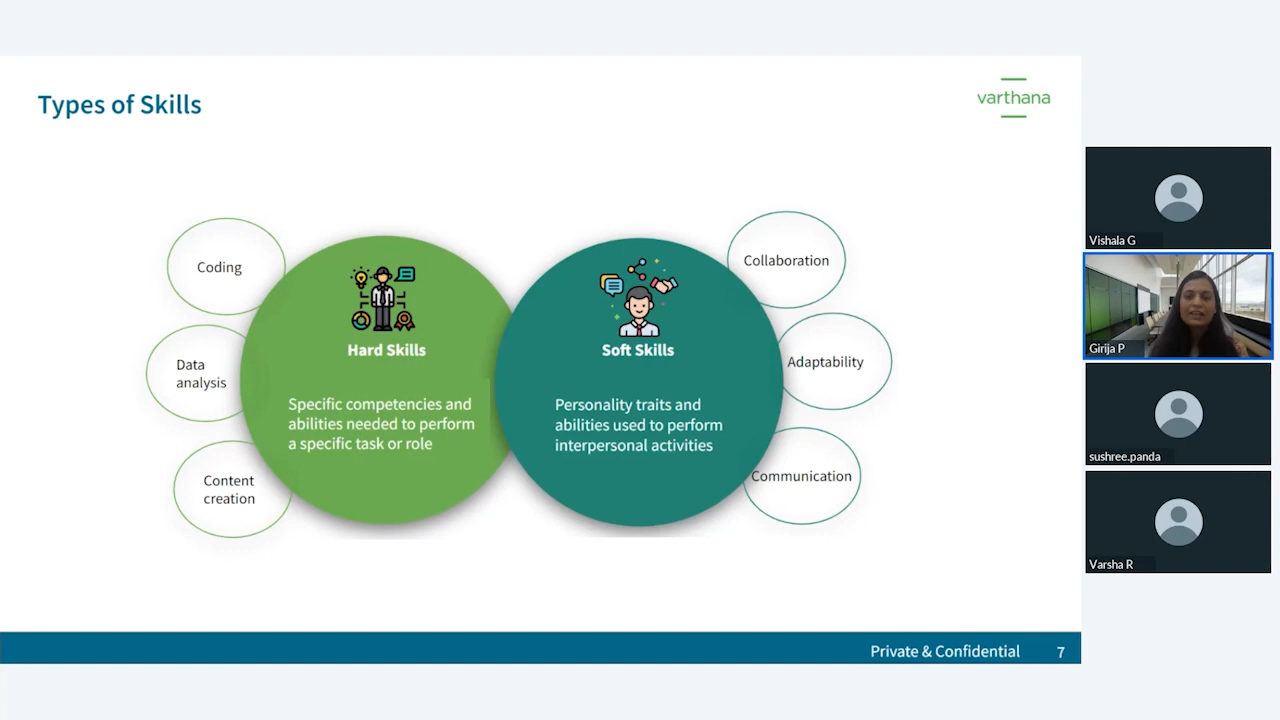 Types of Skills
varthana
Coding
Data
analysis
Content
creation
Hard Skills
Specific competencies and
abilities needed to perform
a specific task or role
Soft Skills
Personality traits and
abilities used to perform
interpersonal activities
Collaboration
Adaptability
Communication
Private & Confidential 7
Vishala G
Girija P
sushree.panda
Varsha R